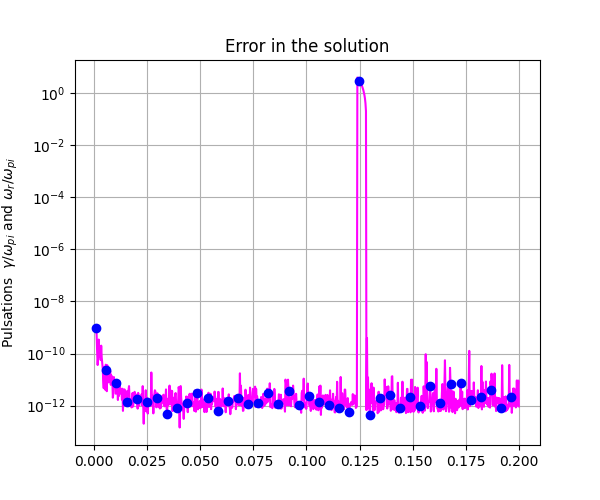 Error in the solution
Pulsations γ/ω_pi and ω_r/ω_pi
10^0
10^-2
10^-4
10^-6
10^-8
10^-10
10^-12
0.000 0.025 0.050 0.075 0.100 0.125 0.150 0.175 0.200